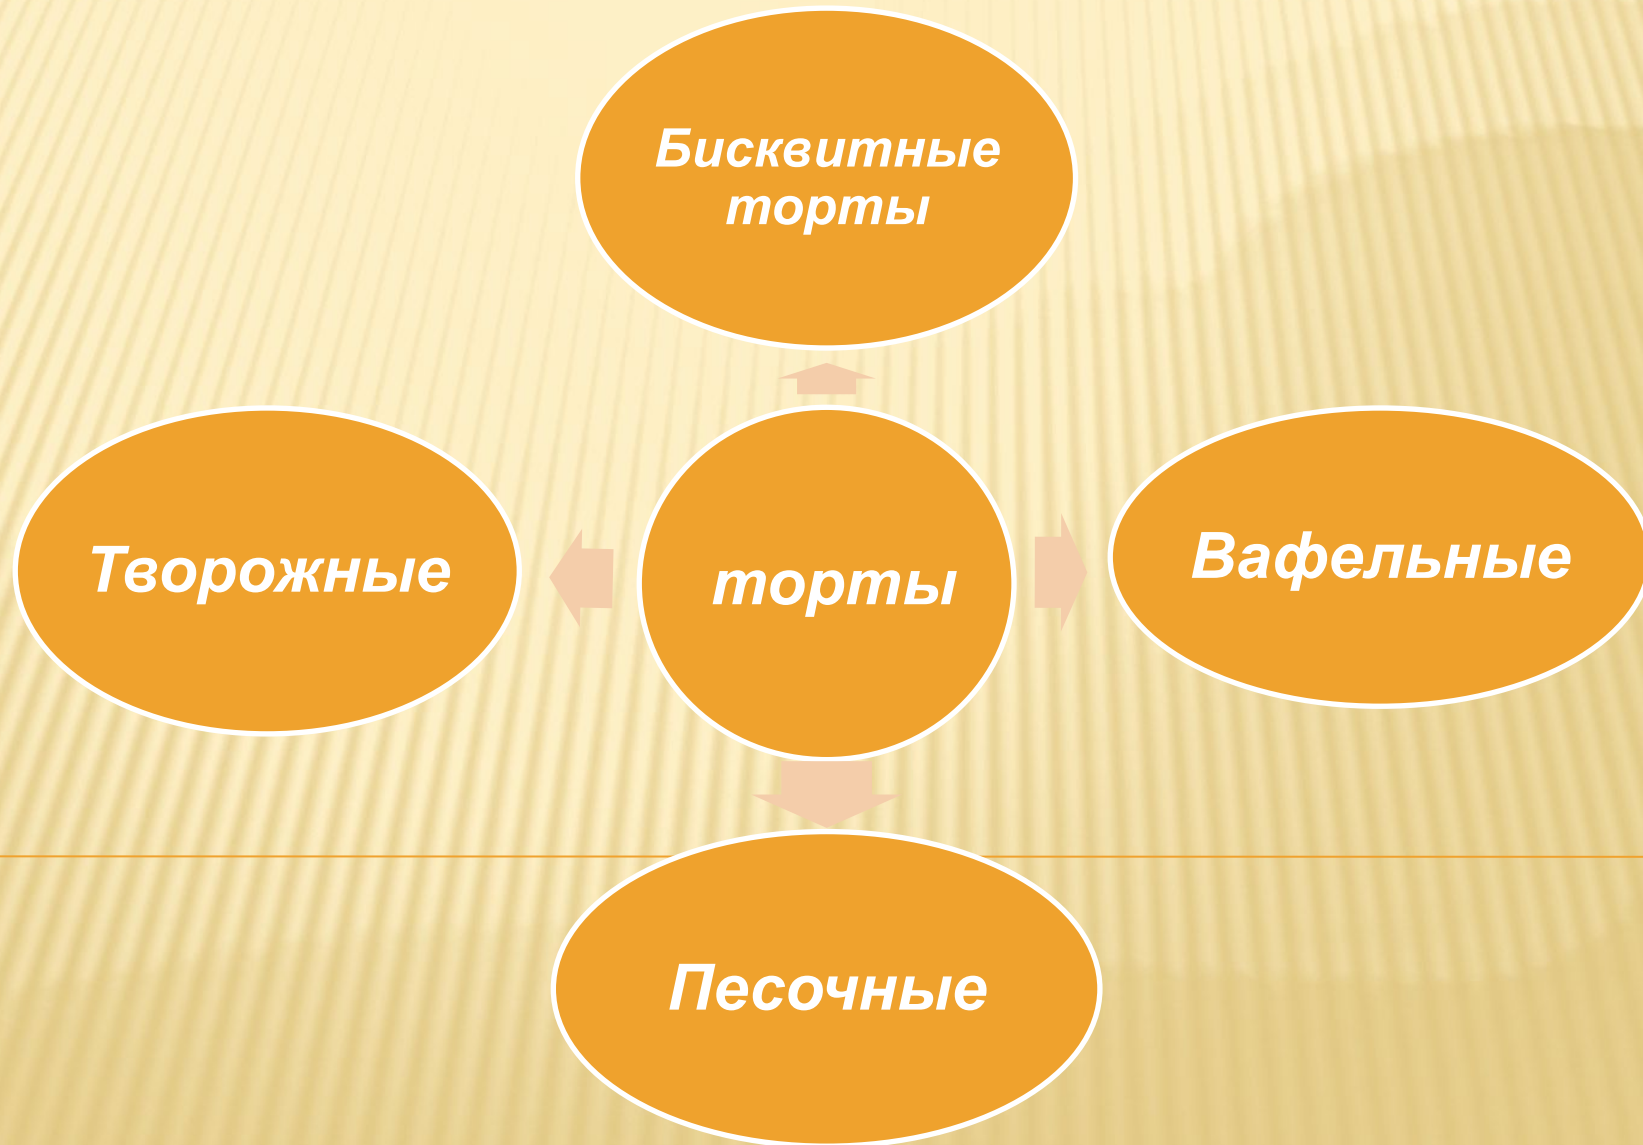 Бисквитные
торты
Творожные
торты
Вафельные
Песочные